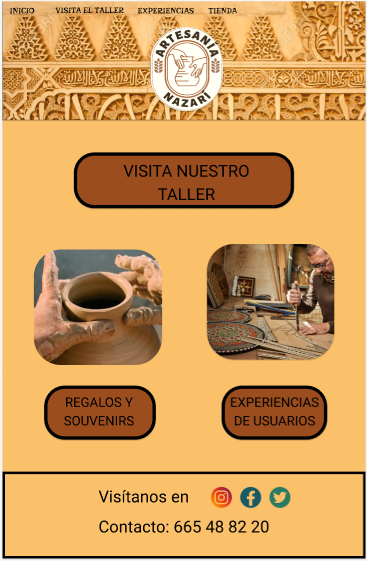 INICIO VISITA EL TALLER EXPERIENCIAS TIENDA
ARTESANÍA
NAZARÍ
VISITA NUESTRO
TALLER
REGALOS Y
SOUVENIRS
EXPERIENCIAS
DE USUARIOS
Visítanos en
Contacto: 665 48 82 20